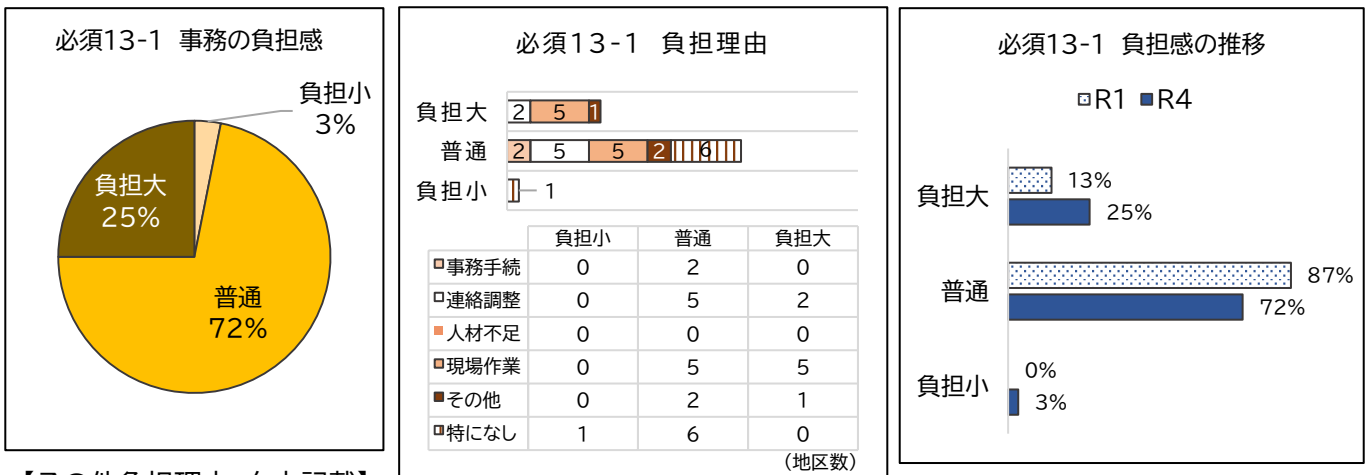 必須13-1 事務の負担感
負担小
3%
負担大
25%
普通
72%
必須13-1 負担理由
負担大 2 5 1
普通 2 5 5 2 6
負担小 1
負担小 普通 負担大
事務手続 0 2 0
連絡調整 0 5 2
人材不足 0 0 0
現場作業 0 5 5
その他 0 2 1
特になし 1 6 0
(地区数)
必須13-1 負担感の推移
R1 R4
負担大 13%
25%
普通 87%
72%
負担小 0%
3%